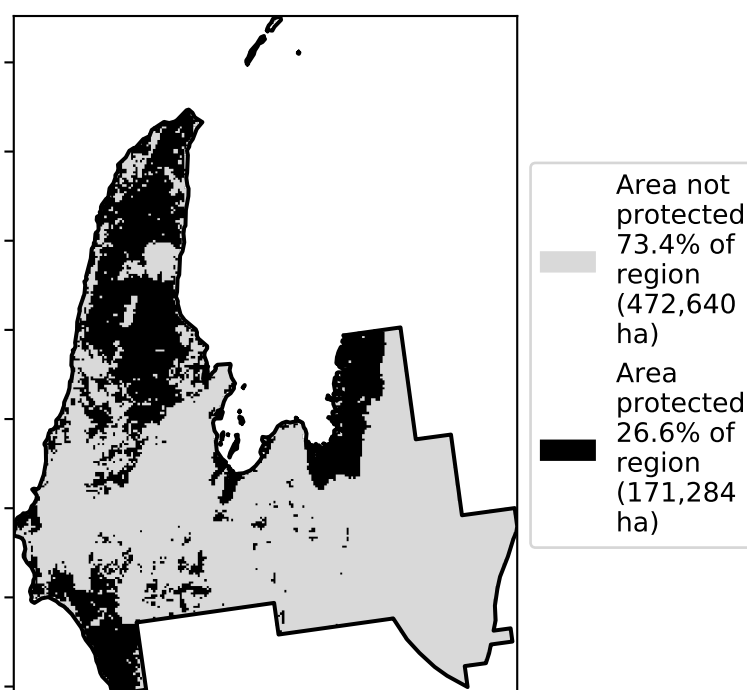 Area not
protected
73.4% of
region
(472,640
ha)
Area
protected
26.6% of
region
(171,284
ha)